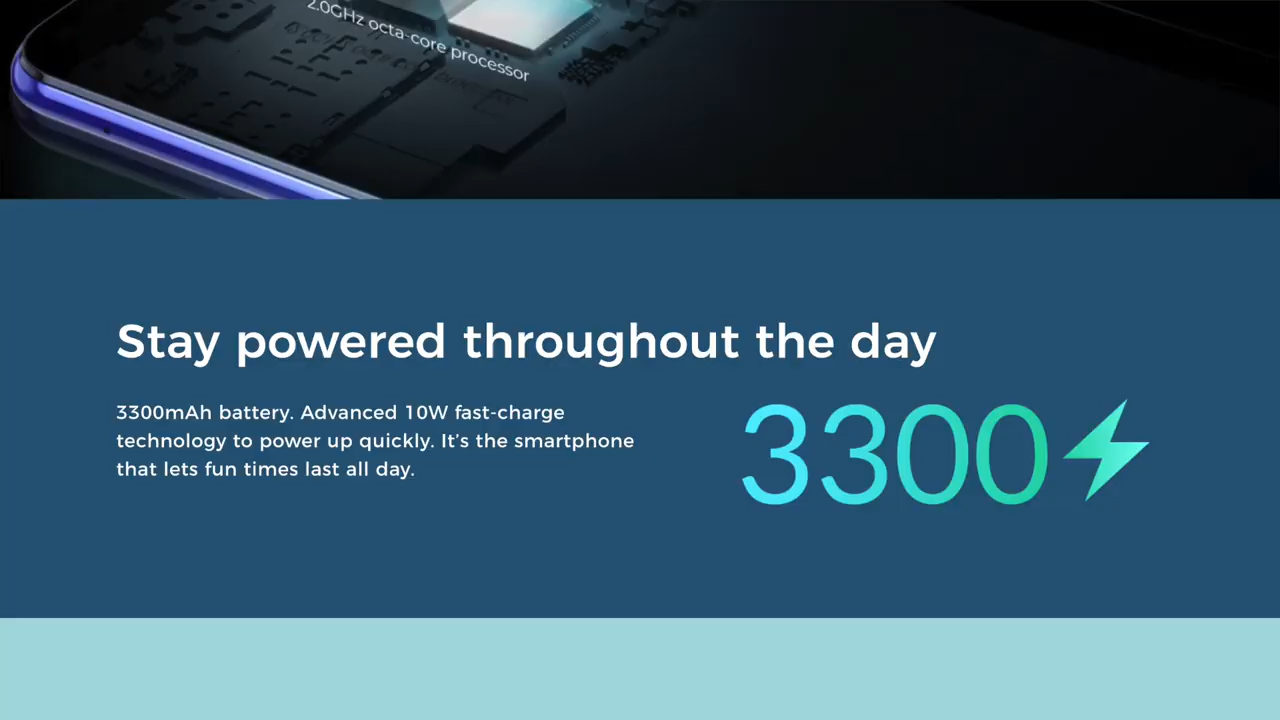 2.0GHz octa-core processor
Stay powered throughout the day
3300mAh battery. Advanced 10W fast-charge
technology to power up quickly. It's the smartphone
that lets fun times last all day.
3300